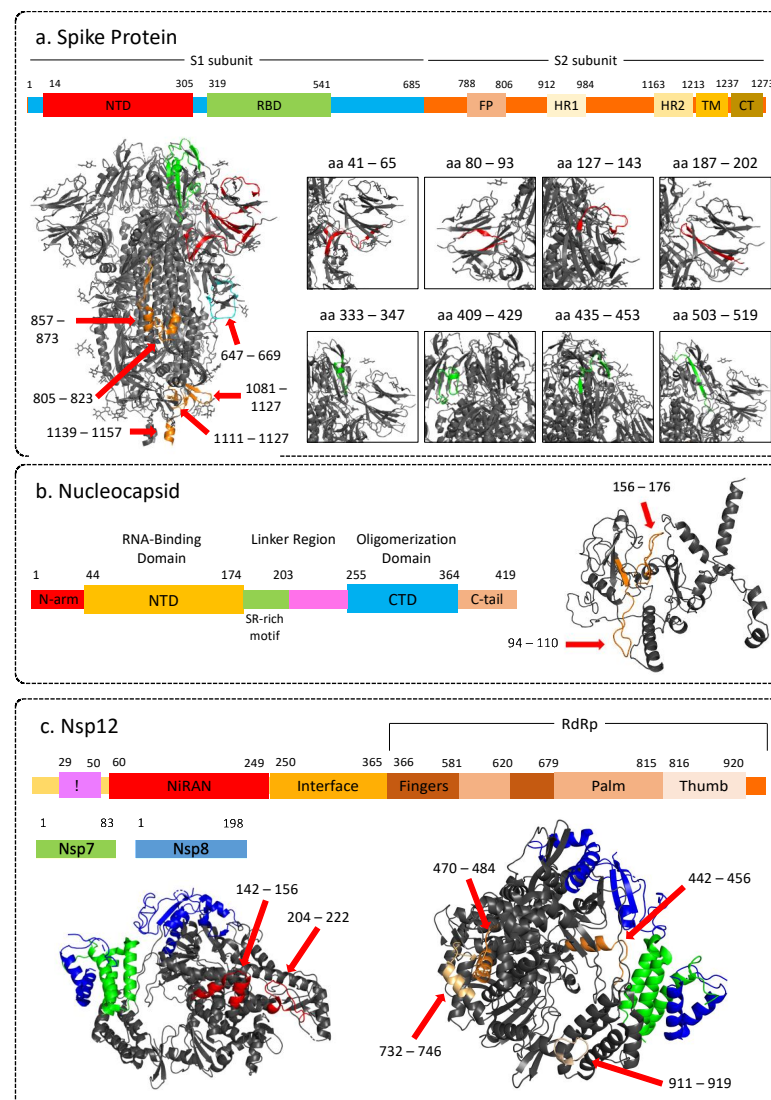 a. Spike Protein
S1 subunit S2 subunit
1 14 305 319 541 685 788 806 912 984 1163 1213 1237 1273
NTD RBD FP HR1 HR2 TM CT
aa 41 – 65 aa 80 – 93 aa 127 – 143 aa 187 – 202
857 –
873
647 – 669
aa 333 – 347 aa 409 – 429 aa 435 – 453 aa 503 – 519
805 – 823
1081 –
1127
1139 – 1157
1111 – 1127
b. Nucleocapsid
156 – 176
RNA-Binding
Domain
Linker Region
Oligomerization
Domain
1 44 174 203 255 364 419
N-arm NTD CTD C-tail
SR-rich
motif
94 – 110
c. Nsp12
RdRp
29 50 60 249 250 365 366 581 620 679 815 816 920
! NiRAN Interface Fingers Palm Thumb
1 83 1 198
Nsp7 Nsp8
470 –
484
442 – 456
142 – 156
204 – 222
732 – 746
911 – 919